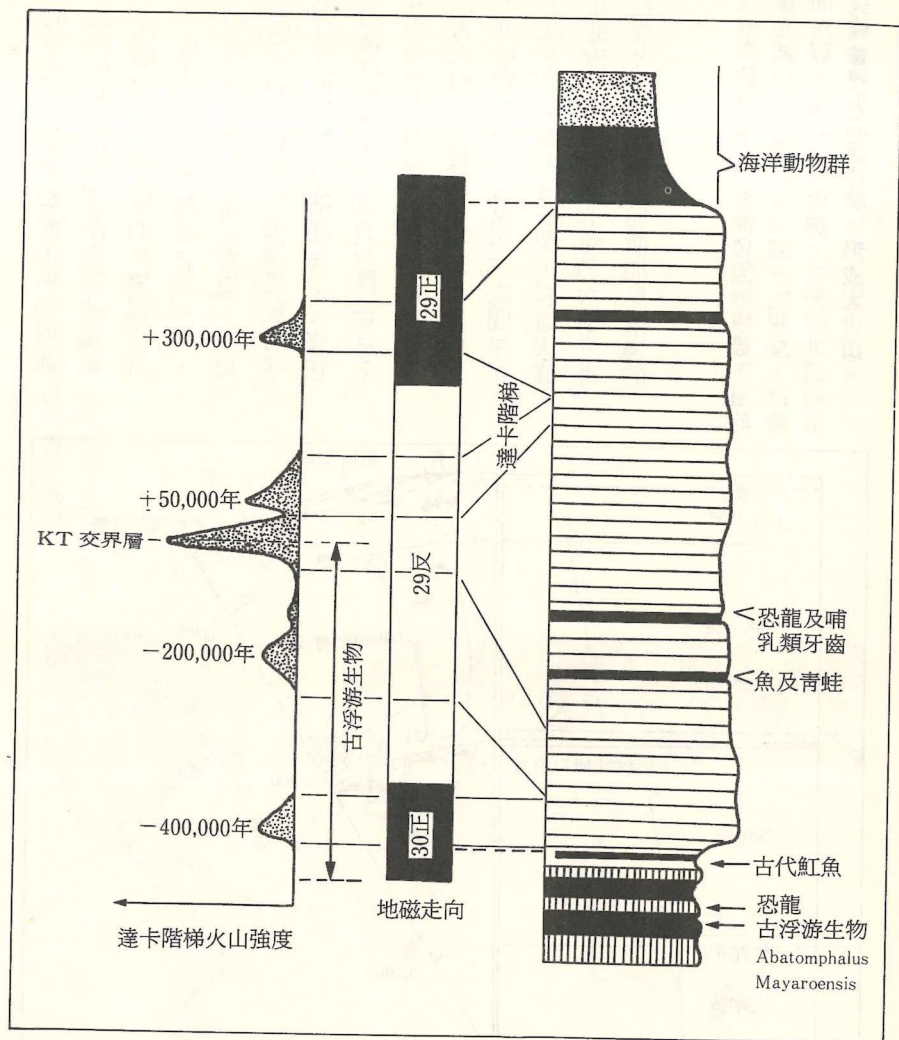 海洋動物群
29正
+300,000年
達卡階梯
+50,000年
KT 交界層
29反
古浮游生物
恐龍及哺
乳類牙齒
-200,000年
魚及青蛙
-400,000年
30正
古代魟魚
地磁走向
恐龍
達卡階梯火山強度
古浮游生物
Abatomphalus
Mayaroensis